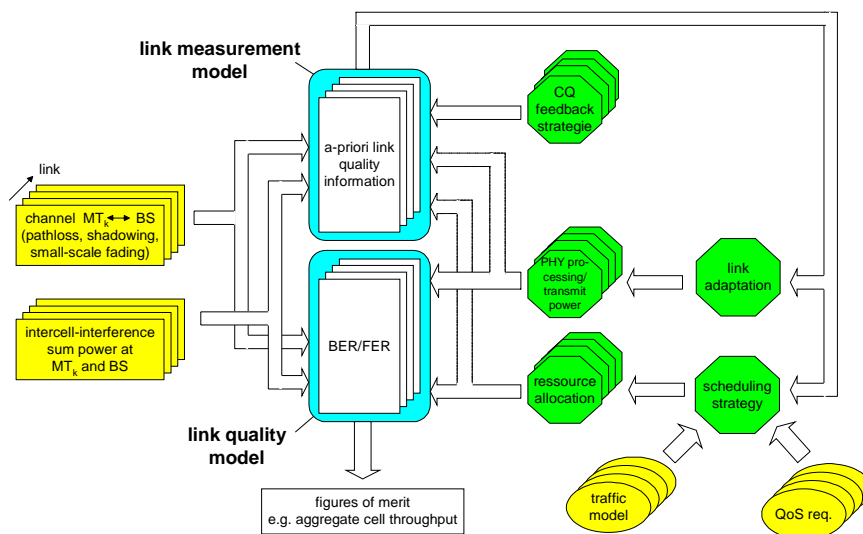 link measurement
model
CQ
feedback
strategie
a-priori link
quality
information
link
channel MTk BS
(pathloss, shadowing,
small-scale fading)
PHY pro-
cessing/
transmit
power
link
adaptation
intercell-interference
sum power at
MTk and BS
BER/FER
ressource
allocation
scheduling
strategy
link quality
model
traffic
model
QoS req.
figures of merit
e.g. aggregate cell throughput